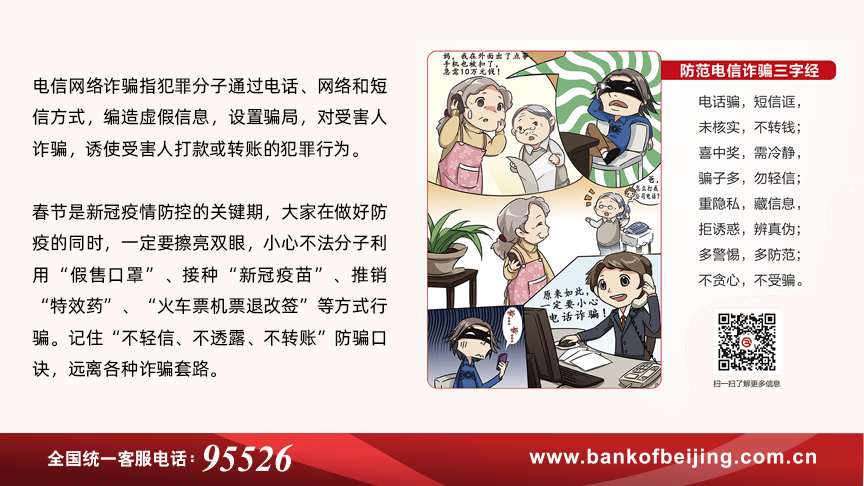 电信网络诈骗指犯罪分子通过电话、网络和短
信方式，编造虚假信息，设置骗局，对受害人
诈骗，诱使受害人打款或转账的犯罪行为。
春节是新冠疫情防控的关键期，大家在做好防
疫的同时，一定要擦亮双眼，小心不法分子利
用“假售口罩”、接种“新冠疫苗”、推销
“特效药”、“火车票机票退改签”等方式行
骗。记住“不轻信、不透露、不转账”防骗口
诀，远离各种诈骗套路。
妈，我在外面出了点事
手机也被扣了，
急需10万元钱！
爸，
怎么打我
公司电话？
原来如此，
一定要小心
电话诈骗！
嘟…嘟…
防范电信诈骗三字经
电话骗，短信诓，
未核实，不转钱；
喜中奖，需冷静，
骗子多，勿轻信；
重隐私，藏信息，
拒诱惑，辨真伪；
多警惕，多防范；
不贪心，不受骗。
扫一扫了解更多信息
全国统一客服电话：95526
www.bankofbeijing.com.cn